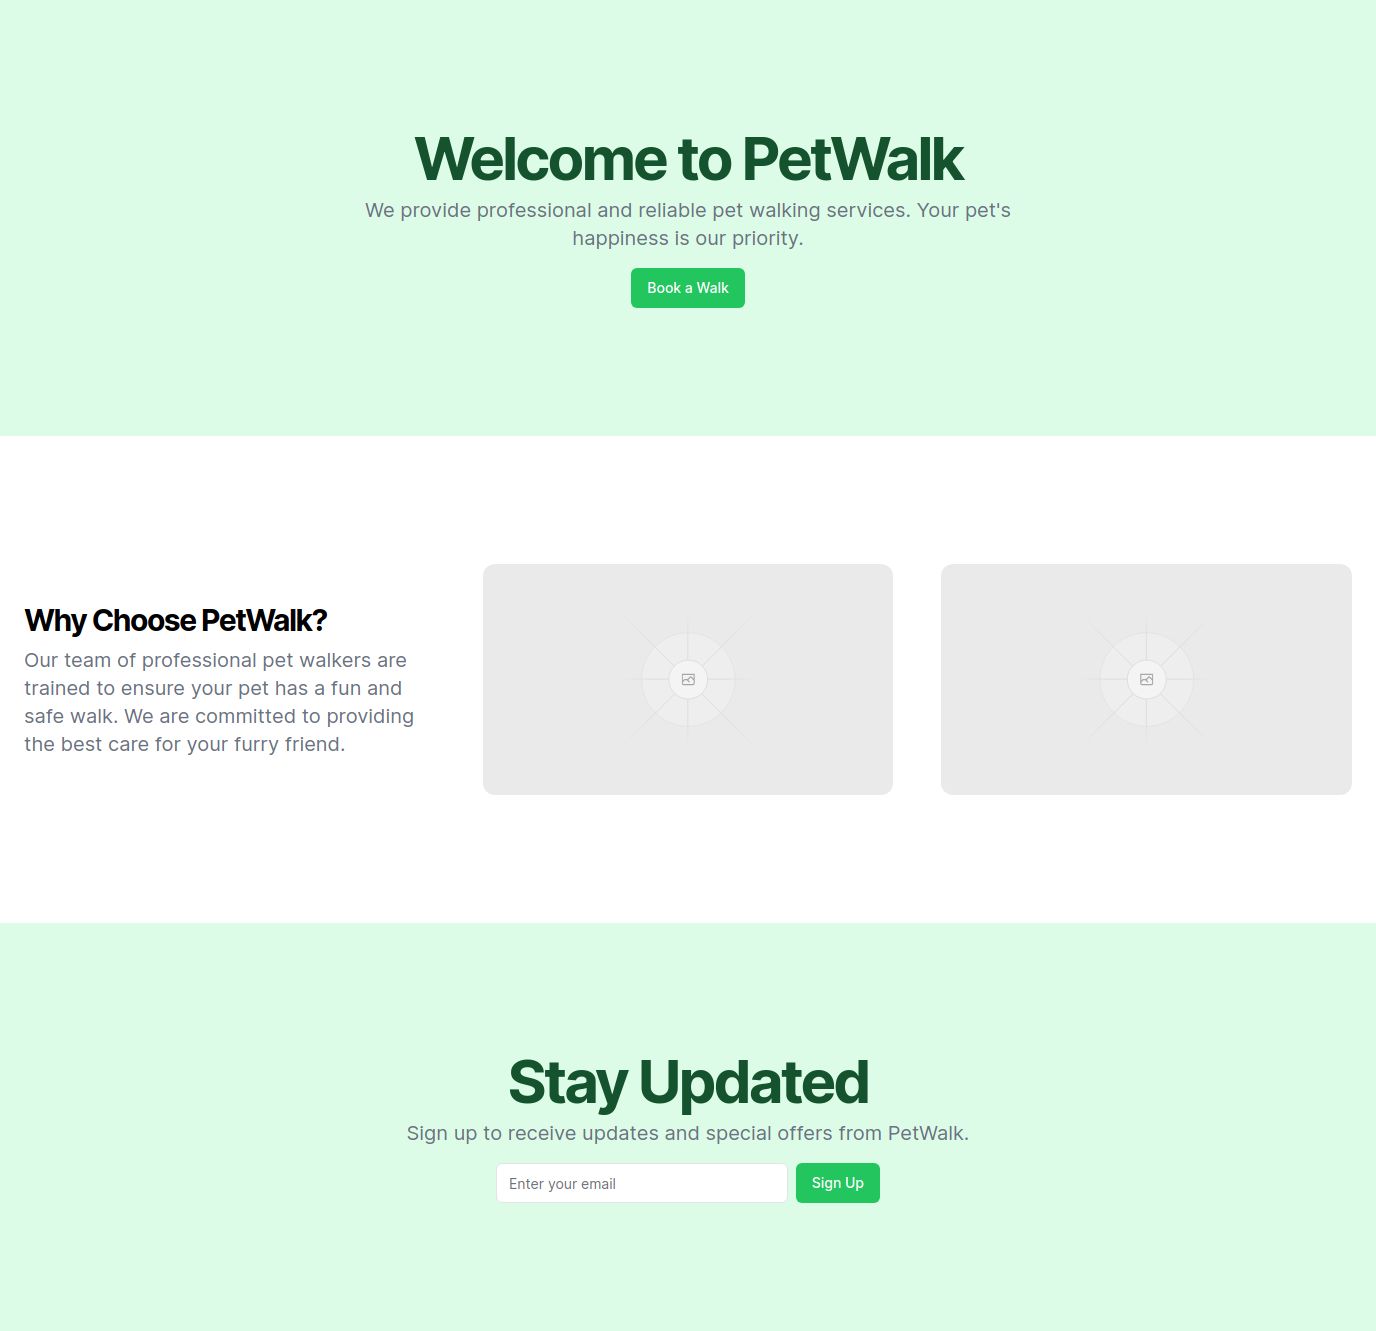 Welcome to PetWalk
We provide professional and reliable pet walking services. Your pet's
happiness is our priority.
Book a Walk
Why Choose PetWalk?
Our team of professional pet walkers are
trained to ensure your pet has a fun and
safe walk. We are committed to providing
the best care for your furry friend.
Stay Updated
Sign up to receive updates and special offers from PetWalk.
Enter your email
Sign Up